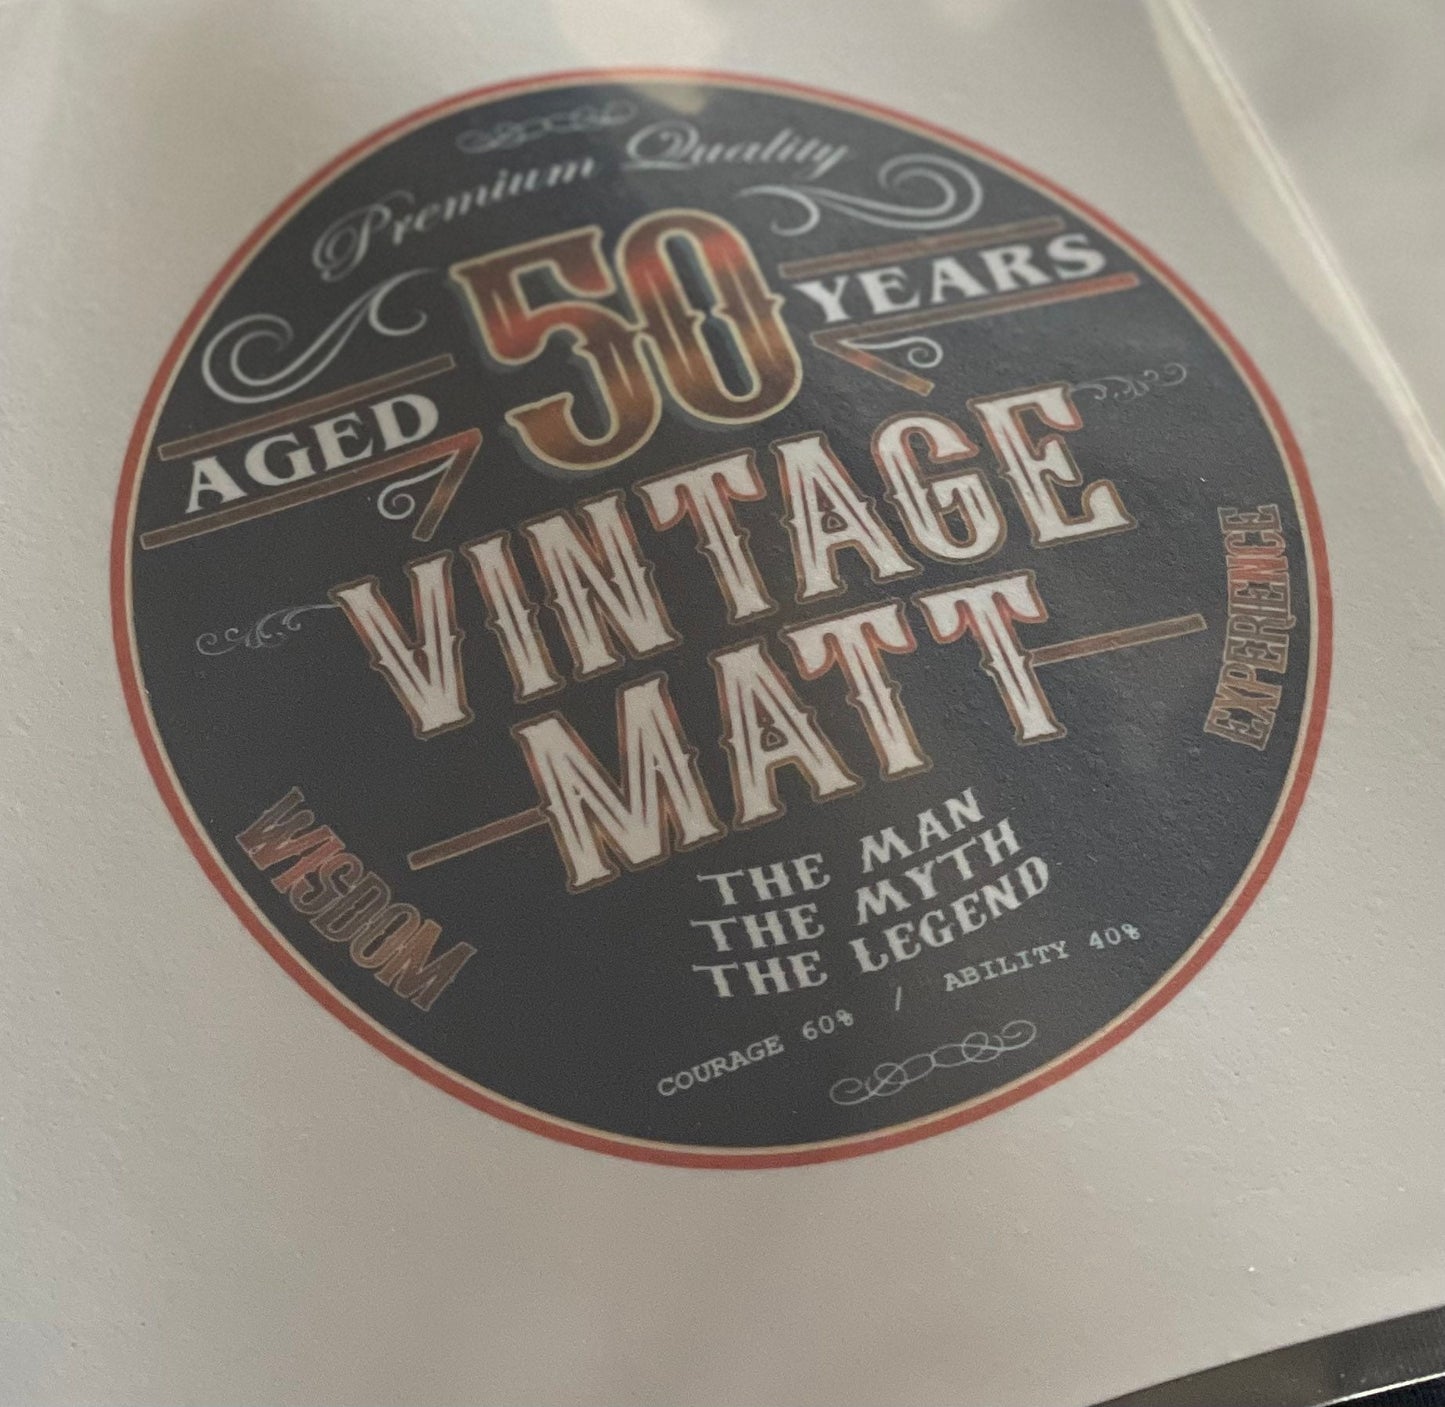 Premium Quality
AGED 50 YEARS
VINTAGE
MATT
WISDOM
EXPERIENCE
THE MAN
THE MYTH
THE LEGEND
COURAGE 60% / ABILITY 40%